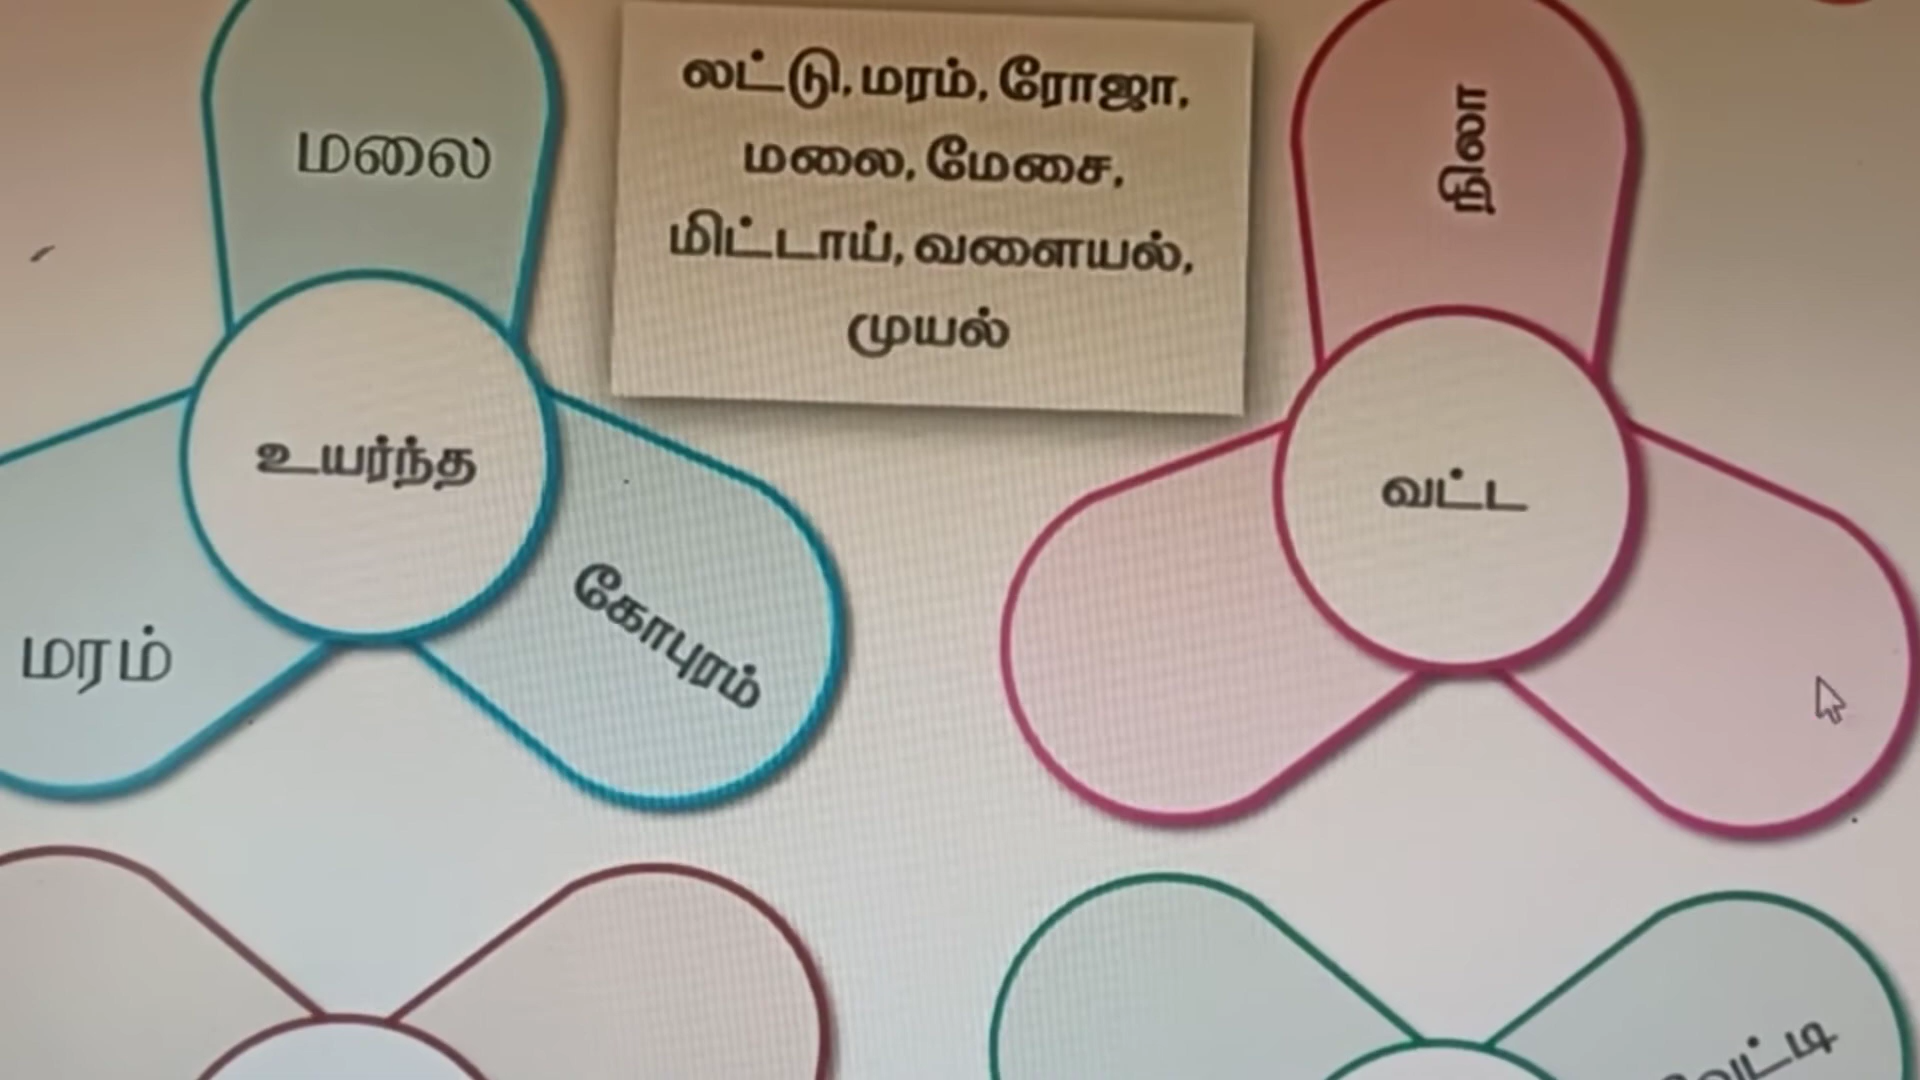 லட்டு, மரம், ரோஜா,
மலை, மேசை,
மிட்டாய், வளையல்,
முயல்
மலை
உயர்ந்த
மரம்
கோபுரம்
நிலா
வட்ட